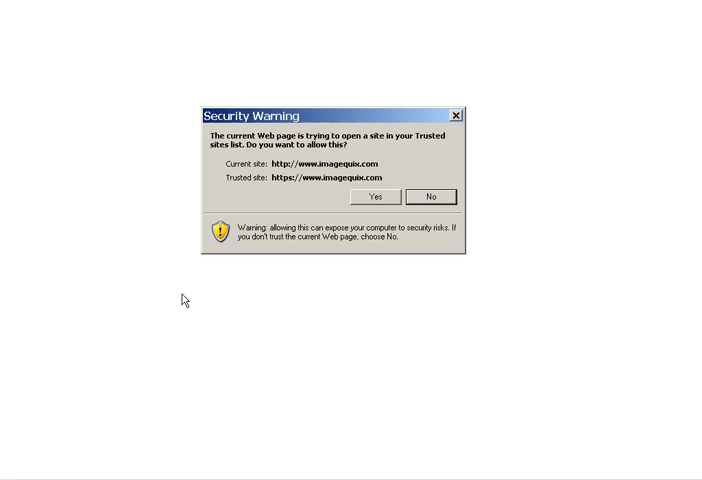 Security Warning
The current Web page is trying to open a site in your Trusted
sites list. Do you want to allow this?
Current site: http://www.imagequix.com
Trusted site: https://www.imagequix.com
Yes No
Warning: allowing this can expose your computer to security risks. If
you don't trust the current Web page, choose No.